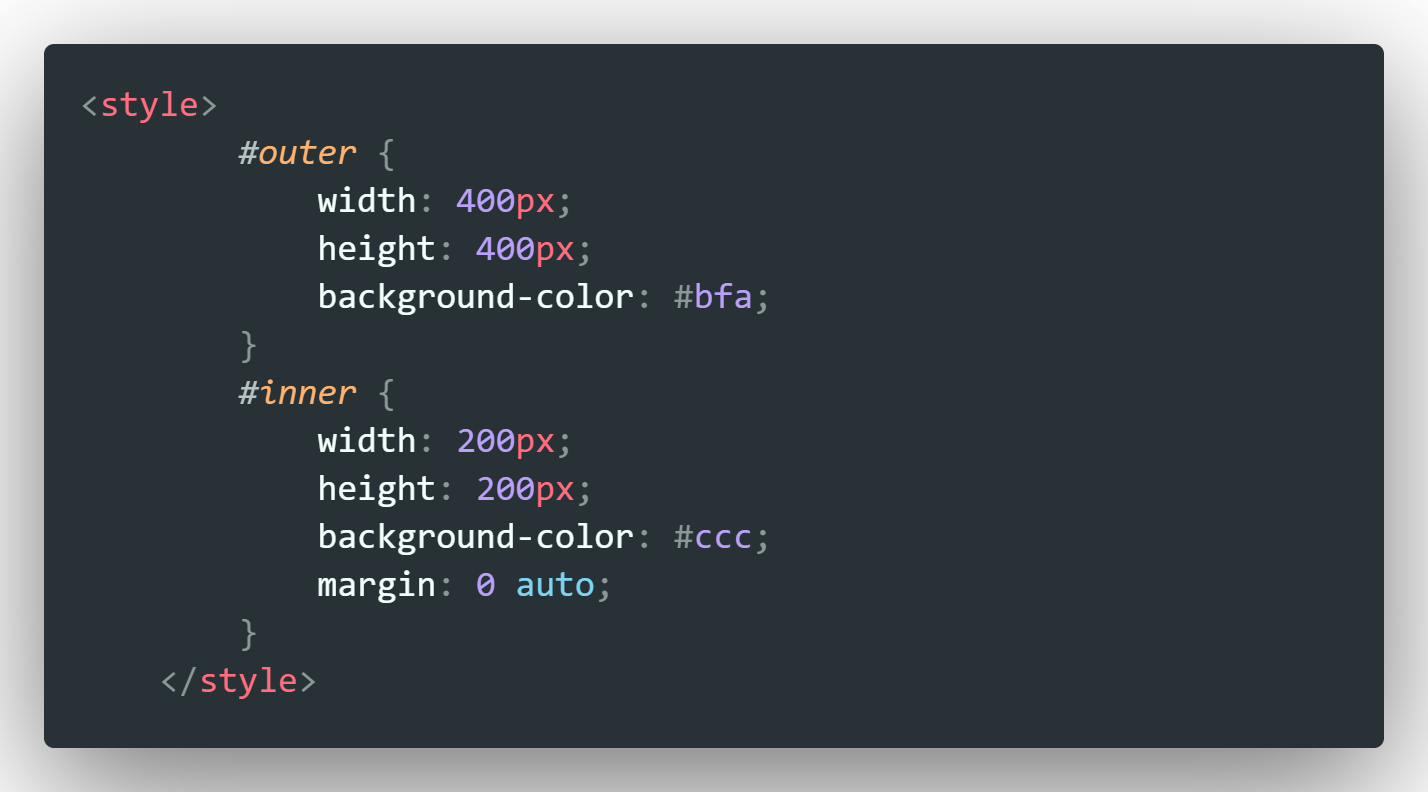 <style>
        #outer {
            width: 400px;
            height: 400px;
            background-color: #bfa;
        }
        #inner {
            width: 200px;
            height: 200px;
            background-color: #ccc;
            margin: 0 auto;
        }
    </style>